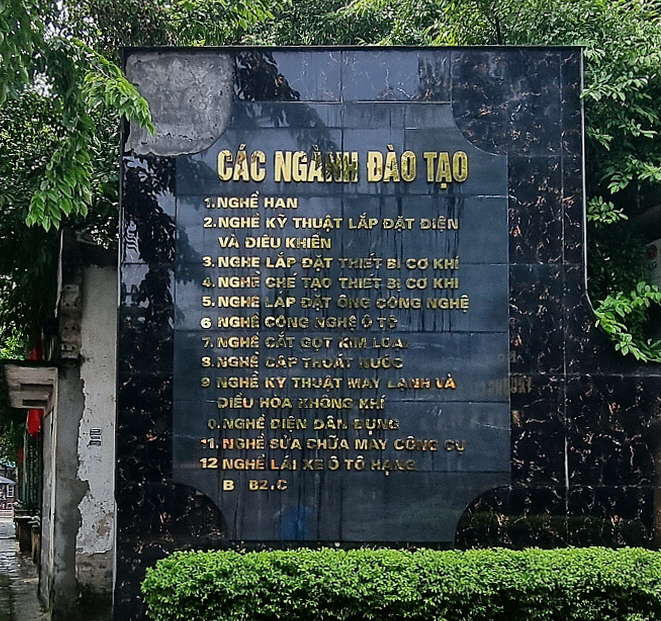 CÁC NGÀNH ĐÀO TẠO
1.NGHỀ HÀN
2.NGHỀ KỸ THUẬT LẮP ĐẶT ĐIỆN
VÀ ĐIỀU KHIỂN
3.NGHỀ LẮP ĐẶT THIẾT BỊ CƠ KHÍ
4.NGHỀ CHẾ TẠO THIẾT BỊ CƠ KHÍ
5.NGHỀ LẮP ĐẶT ỐNG CÔNG NGHỆ
6 NGHỀ CÔNG NGHỆ Ô TÔ
7.NGHỀ CẮT GỌT KIM LOẠI
8.NGHỀ CẤP THOÁT NƯỚC
9 NGHỀ KỸ THUẬT MÁY LẠNH VÀ
ĐIỀU HÒA KHÔNG KHÍ
0.NGHỀ ĐIỆN DÂN DỤNG
11.NGHỀ SỬA CHỮA MÁY CÔNG CỤ
12 NGHỀ LÁI XE Ô TÔ HẠNG
B B2.C